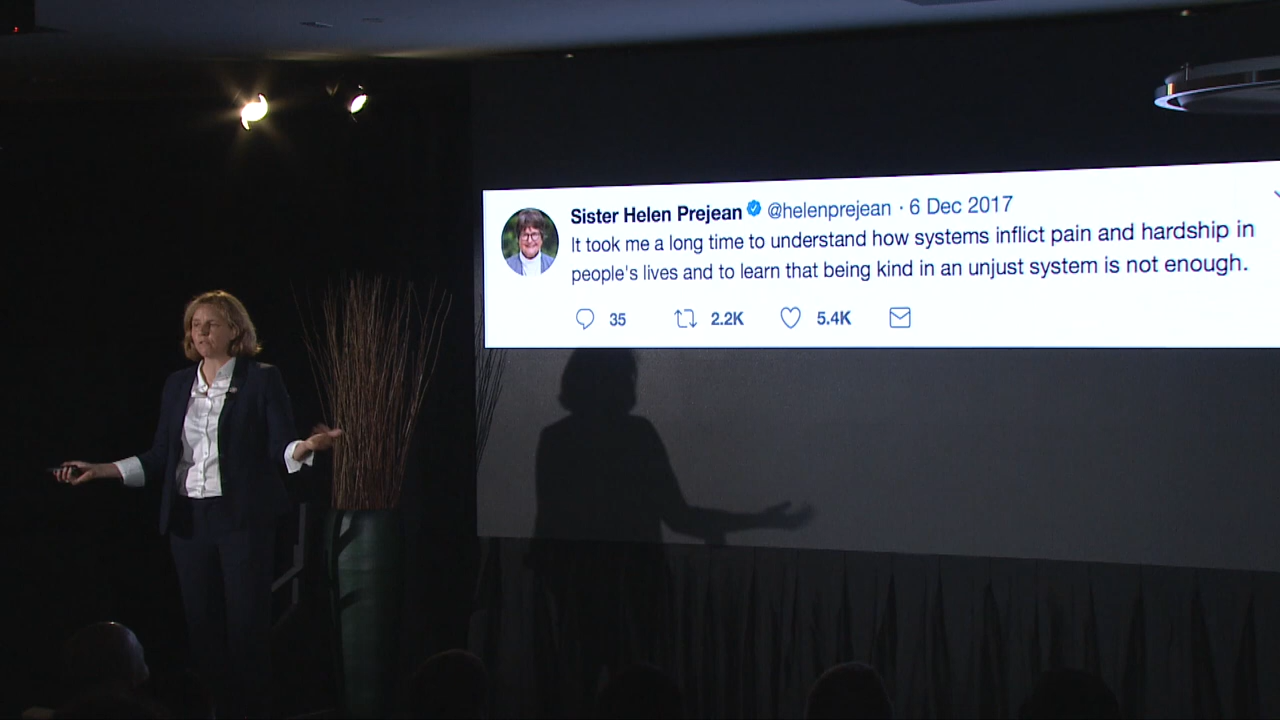 Sister Helen Prejean @helenprejean · 6 Dec 2017
It took me a long time to understand how systems inflict pain and hardship in
people's lives and to learn that being kind in an unjust system is not enough.
35 2.2K 5.4K